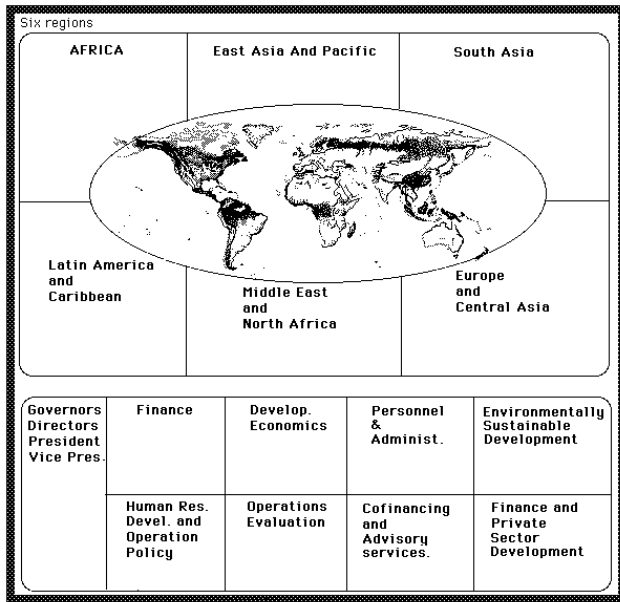 Six regions
AFRICA
East Asia And Pacific
South Asia
Latin America
and
Caribbean
Middle East
and
North Africa
Europe
and
Central Asia
Governors
Directors
President
Vice Pres.
Finance
Develop.
Economics
Personnel
&
Administ.
Environmentally
Sustainable
Development
Human Res.
Devel. and
Operation
Policy
Operations
Evaluation
Cofinancing
and
Advisory
services.
Finance and
Private
Sector
Development